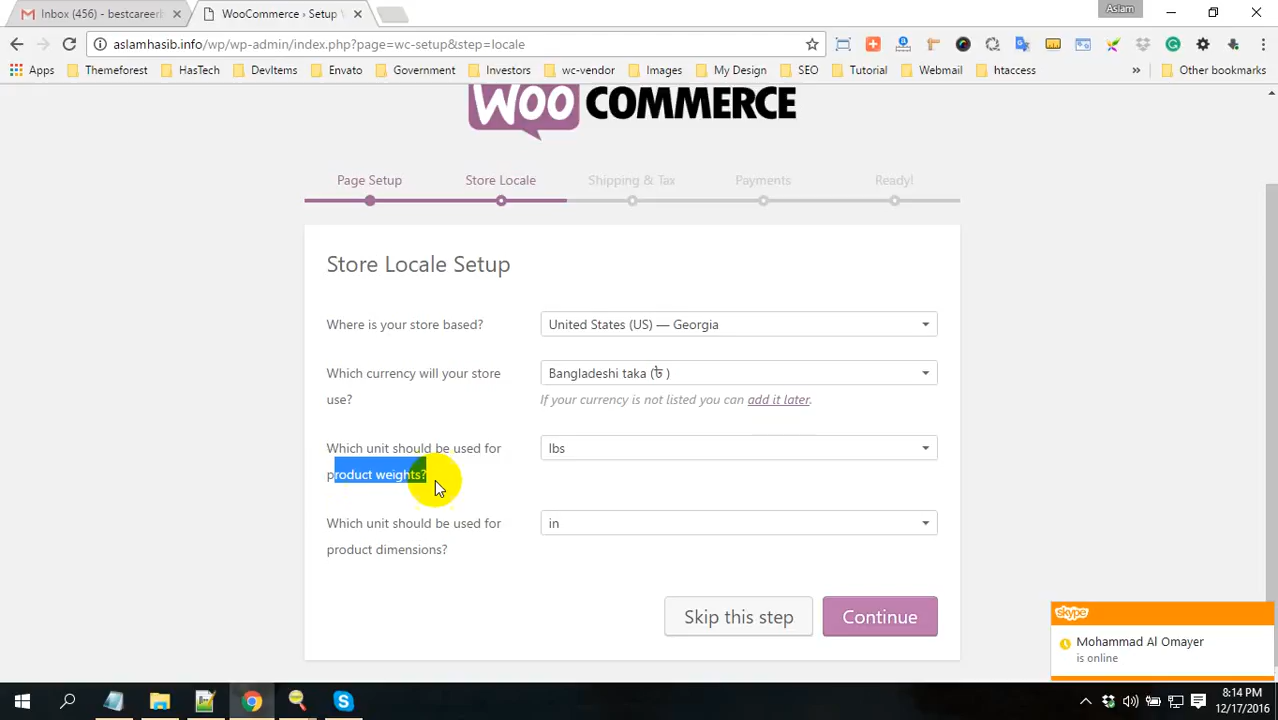 Aslam
Inbox (456) - bestcareerl
WooCommerce › Setup W
aslamhasib.info/wp/wp-admin/index.php?page=wc-setup&step=locale
Apps
Themeforest
HasTech
DevItems
Envato
Government
Investors
wc-vendor
Images
My Design
SEO
Tutorial
Webmail
htaccess
»
Other bookmarks
WOO COMMERCE
Page Setup
Store Locale
Shipping & Tax
Payments
Ready!
Store Locale Setup
Where is your store based?
United States (US) — Georgia
Which currency will your store
use?
Bangladeshi taka (৳ )
If your currency is not listed you can add it later.
Which unit should be used for
product weights?
lbs
Which unit should be used for
product dimensions?
in
Skip this step
Continue
skype
Mohammad Al Omayer
is online
8:14 PM
12/17/2016